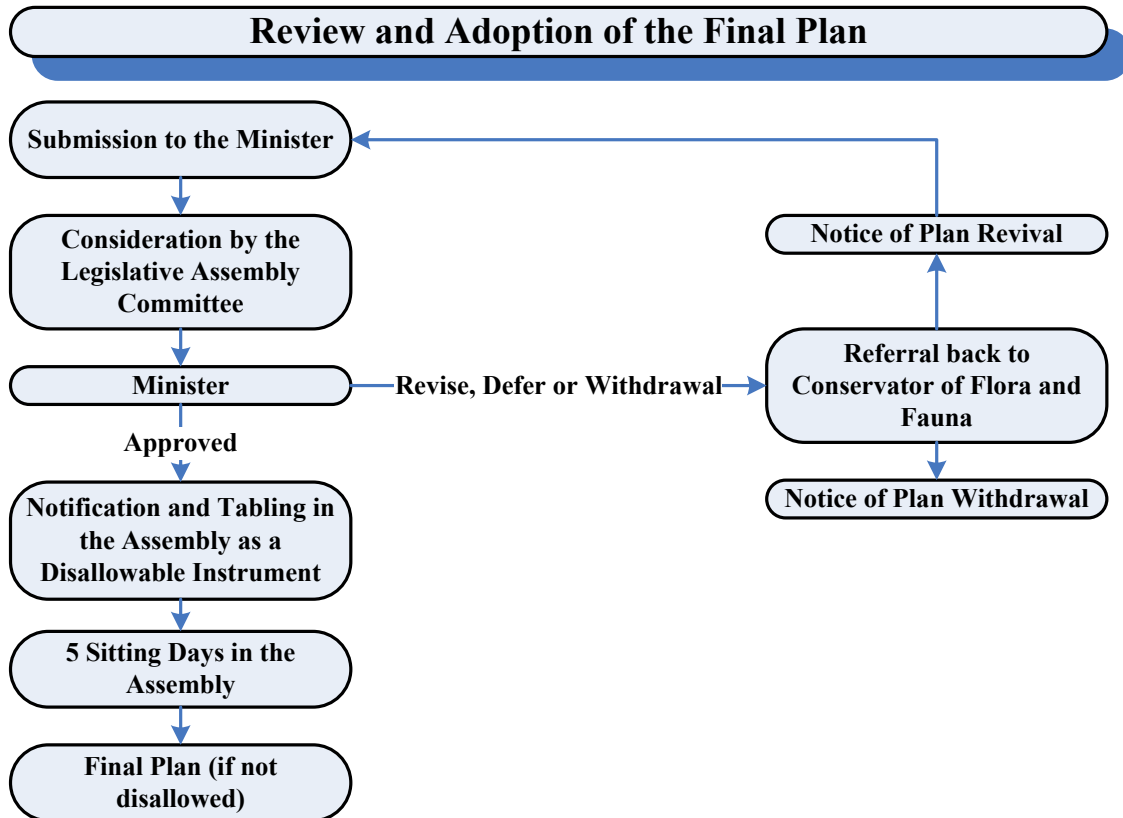 Review and Adoption of the Final Plan
Submission to the Minister
Consideration by the
Legislative Assembly
Committee
Minister
Approved
Notification and Tabling in
the Assembly as a
Disallowable Instrument
5 Sitting Days in the
Assembly
Final Plan (if not
disallowed)
Revise, Defer or Withdrawal
Notice of Plan Revival
Referral back to
Conservator of Flora and
Fauna
Notice of Plan Withdrawal